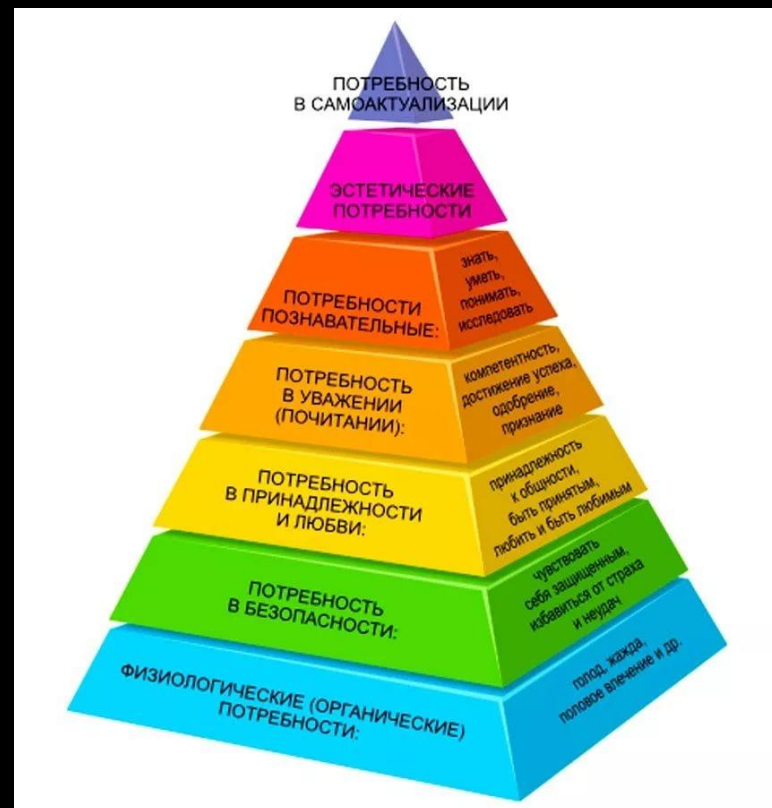 ПОТРЕБНОСТЬ
В САМОАКТУАЛИЗАЦИИ
ЭСТЕТИЧЕСКИЕ
ПОТРЕБНОСТИ
ПОТРЕБНОСТИ
ПОЗНАВАТЕЛЬНЫЕ:
знать,
уметь,
понимать,
исследовать
ПОТРЕБНОСТЬ
В УВАЖЕНИИ
(ПОЧИТАНИИ):
компетентность,
достижение успеха,
одобрение,
признание
ПОТРЕБНОСТЬ
В ПРИНАДЛЕЖНОСТИ
И ЛЮБВИ:
принадлежность
к общности,
быть принятым,
любить и быть любимым
ПОТРЕБНОСТЬ
В БЕЗОПАСНОСТИ:
чувствовать
себя защищенным,
избавиться от страха
и неудач
ФИЗИОЛОГИЧЕСКИЕ (ОРГАНИЧЕСКИЕ)
ПОТРЕБНОСТИ:
голод, жажда,
половое влечение и др.